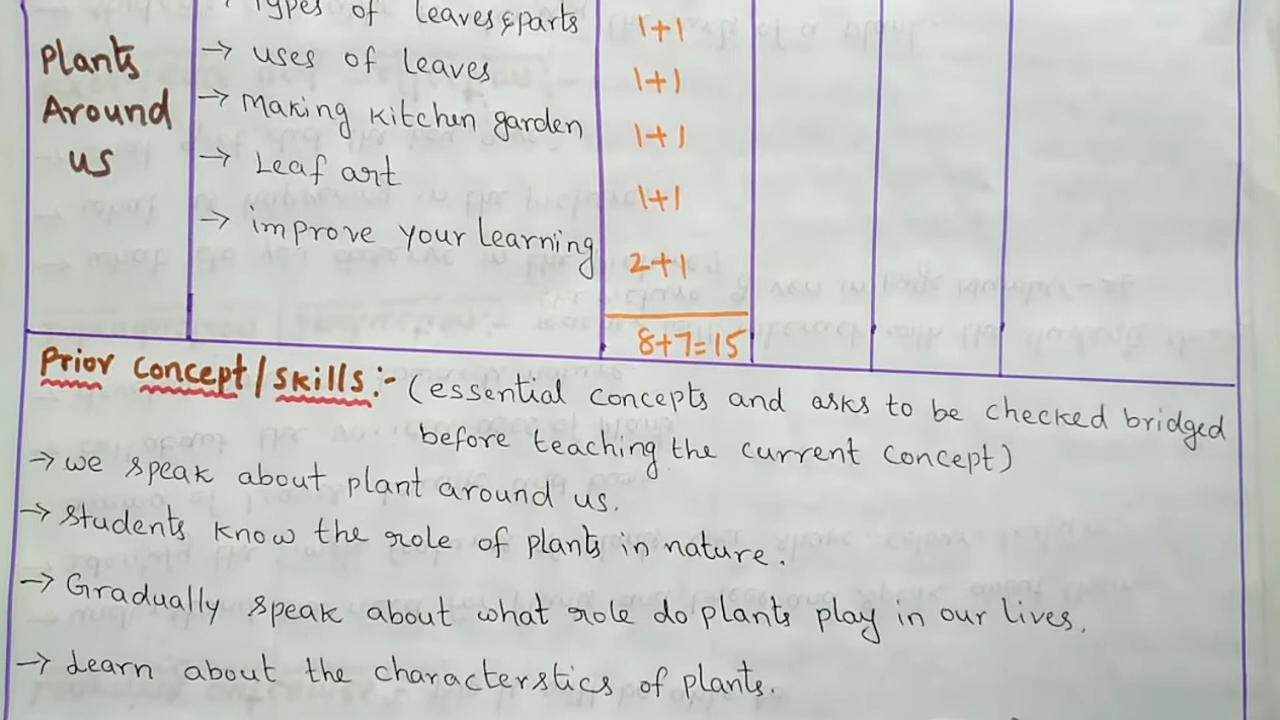 Types of leaves & parts 1+1
Plants Around us
→ uses of leaves 1+1
→ Making kitchen garden 1+1
→ Leaf art 1+1
→ improve your Learning 2+1
8+7=15
Prior Concept/Skills:- (essential concepts and asks to be checked bridged
before teaching the current concept)
→ we speak about plant around us.
→ Students know the role of plants in nature.
→ Gradually speak about what role do plants play in our lives.
→ Learn about the characterstics of plants.